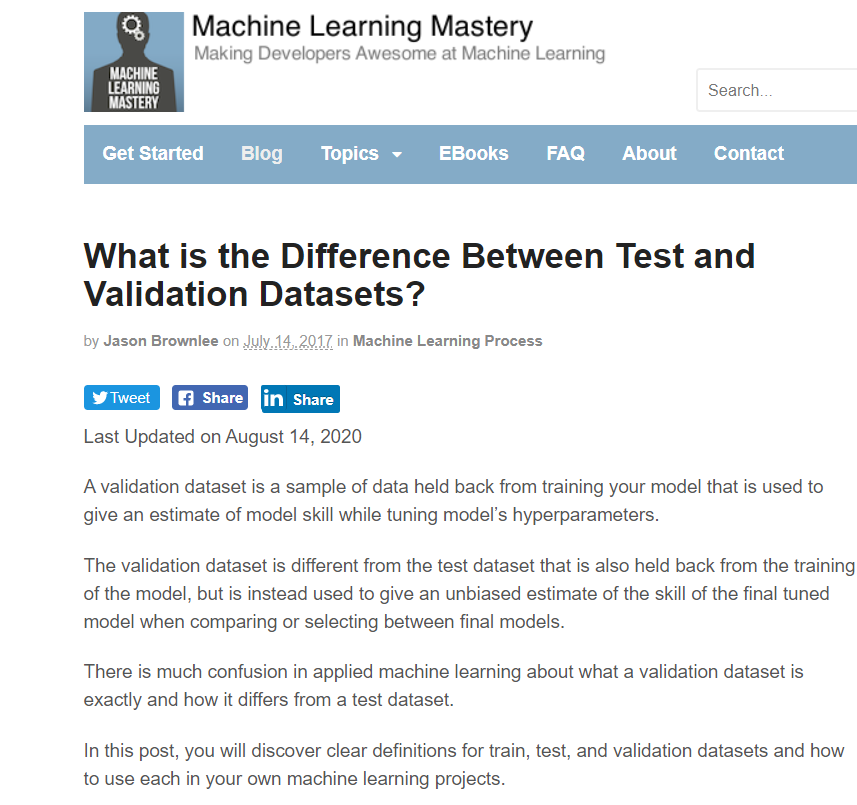 MACHINE
LEARNING
MASTERY
Machine Learning Mastery
Making Developers Awesome at Machine Learning
Search...
Get Started Blog Topics EBooks FAQ About Contact
What is the Difference Between Test and
Validation Datasets?
by Jason Brownlee on July 14, 2017 in Machine Learning Process
Tweet Share in Share
Last Updated on August 14, 2020
A validation dataset is a sample of data held back from training your model that is used to
give an estimate of model skill while tuning model’s hyperparameters.
The validation dataset is different from the test dataset that is also held back from the training
of the model, but is instead used to give an unbiased estimate of the skill of the final tuned
model when comparing or selecting between final models.
There is much confusion in applied machine learning about what a validation dataset is
exactly and how it differs from a test dataset.
In this post, you will discover clear definitions for train, test, and validation datasets and how
to use each in your own machine learning projects.